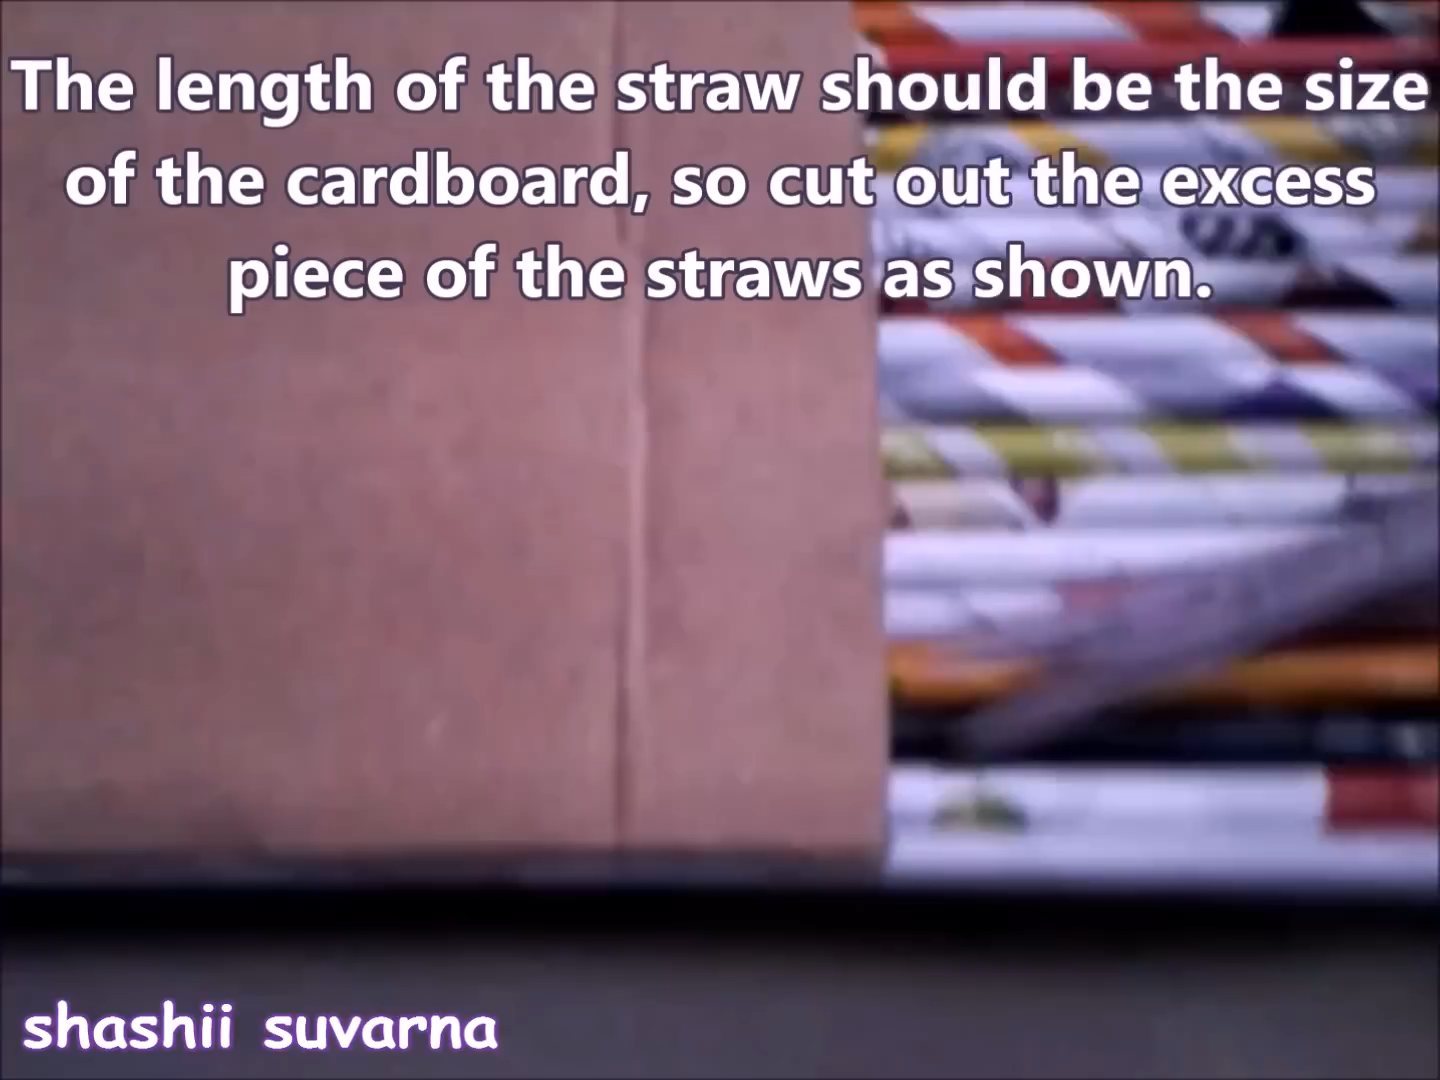 The length of the straw should be the size
of the cardboard, so cut out the excess
piece of the straws as shown.
shashii suvarna